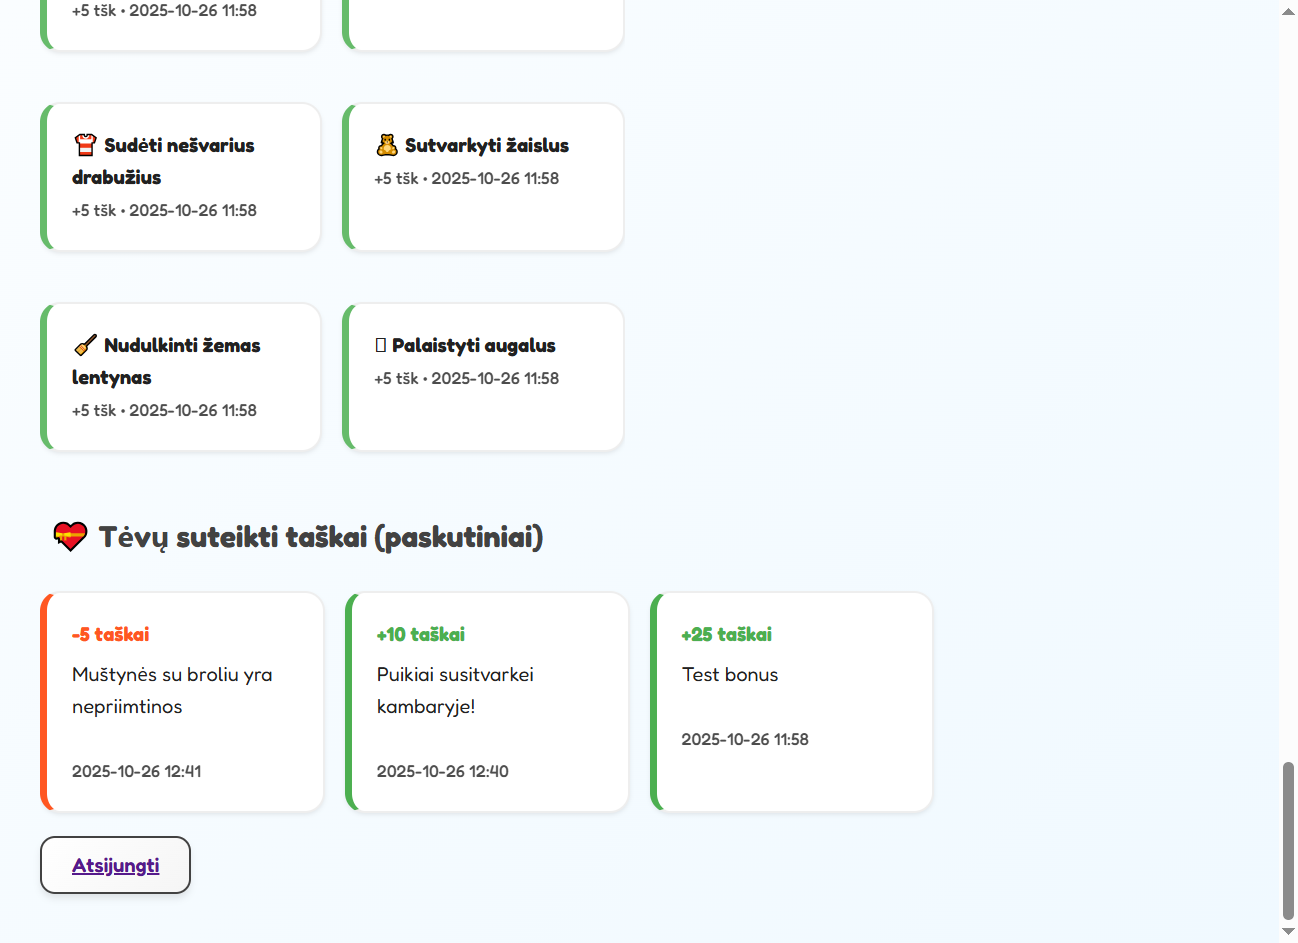 +5 tšk • 2025-10-26 11:58
👚 Sudėti nešvarius
drabužius
+5 tšk • 2025-10-26 11:58
🧸 Sutvarkyti žaislus
+5 tšk • 2025-10-26 11:58
🧹 Nudulkinti žemas
lentynas
+5 tšk • 2025-10-26 11:58
Palaistyti augalus
+5 tšk • 2025-10-26 11:58
💝 Tėvų suteikti taškai (paskutiniai)
-5 taškai
Muštynės su broliu yra
nepriimtinos
2025-10-26 12:41
+10 taškai
Puikiai susitvarkei
kambaryje!
2025-10-26 12:40
+25 taškai
Test bonus
2025-10-26 11:58
Atsijungti